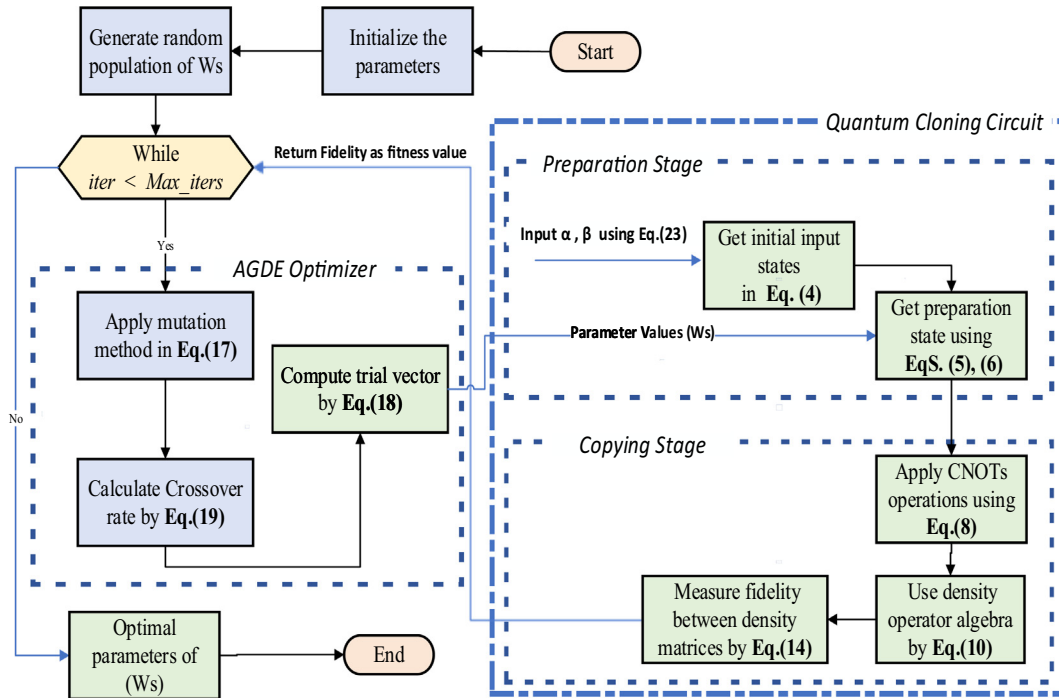 Generate random
population of Ws
Initialize the
parameters
Start
While
iter < Max_iters
Return Fidelity as fitness value
Yes
No
AGDE Optimizer
Apply mutation
method in Eq.(17)
Calculate Crossover
rate by Eq.(19)
Compute trial vector
by Eq.(18)
Optimal
parameters of
(Ws)
End
Quantum Cloning Circuit
Preparation Stage
Input α , β using Eq.(23)
Get initial input
states
in Eq. (4)
Parameter Values (Ws)
Get preparation
state using
EqS. (5), (6)
Copying Stage
Apply CNOTs
operations using
Eq.(8)
Use density
operator algebra
by Eq.(10)
Measure fidelity
between density
matrices by Eq.(14)